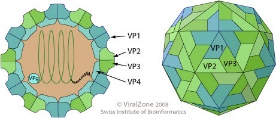 VP1
VP2
VP3
VP4
VPg
VP1
VP2
VP3
© ViralZone 2008
Swiss Institute of Bioinformatics